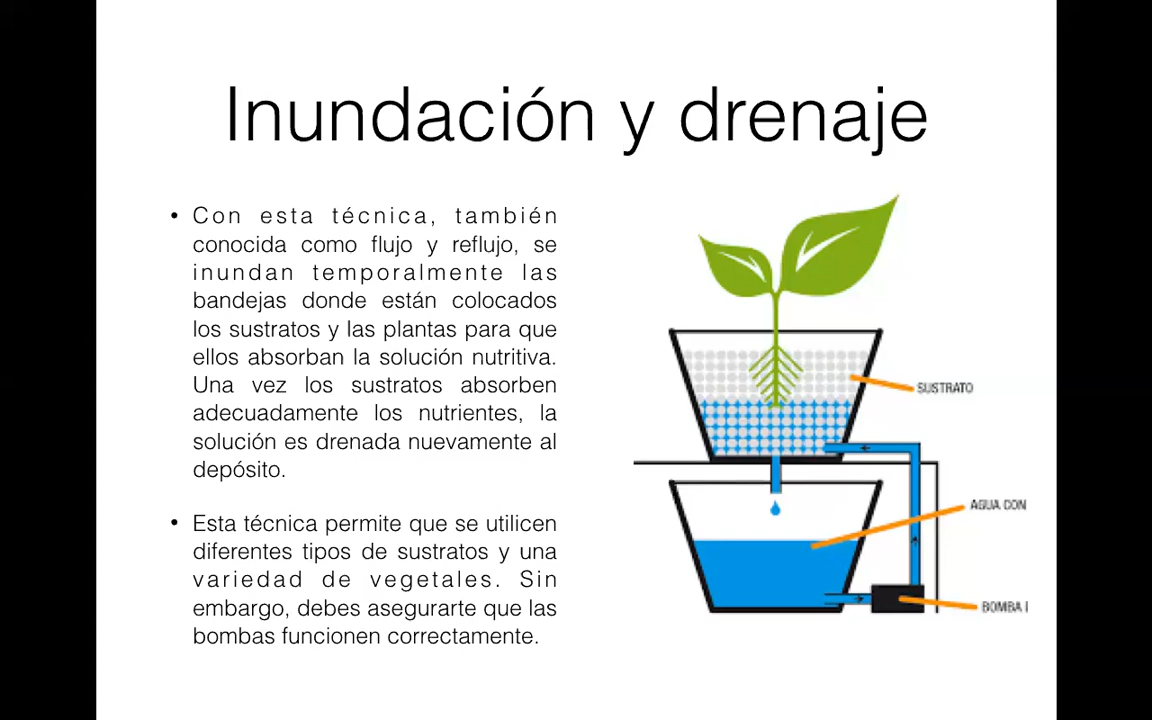 Inundación y drenaje
• Con esta técnica, también
conocida como flujo y reflujo, se
inundan temporalmente las
bandejas donde están colocados
los sustratos y las plantas para que
ellos absorban la solución nutritiva.
Una vez los sustratos absorben
adecuadamente los nutrientes, la
solución es drenada nuevamente al
depósito.
• Esta técnica permite que se utilicen
diferentes tipos de sustratos y una
variedad de vegetales. Sin
embargo, debes asegurarte que las
bombas funcionen correctamente.
SUSTRATO
AGUA CON
BOMBA